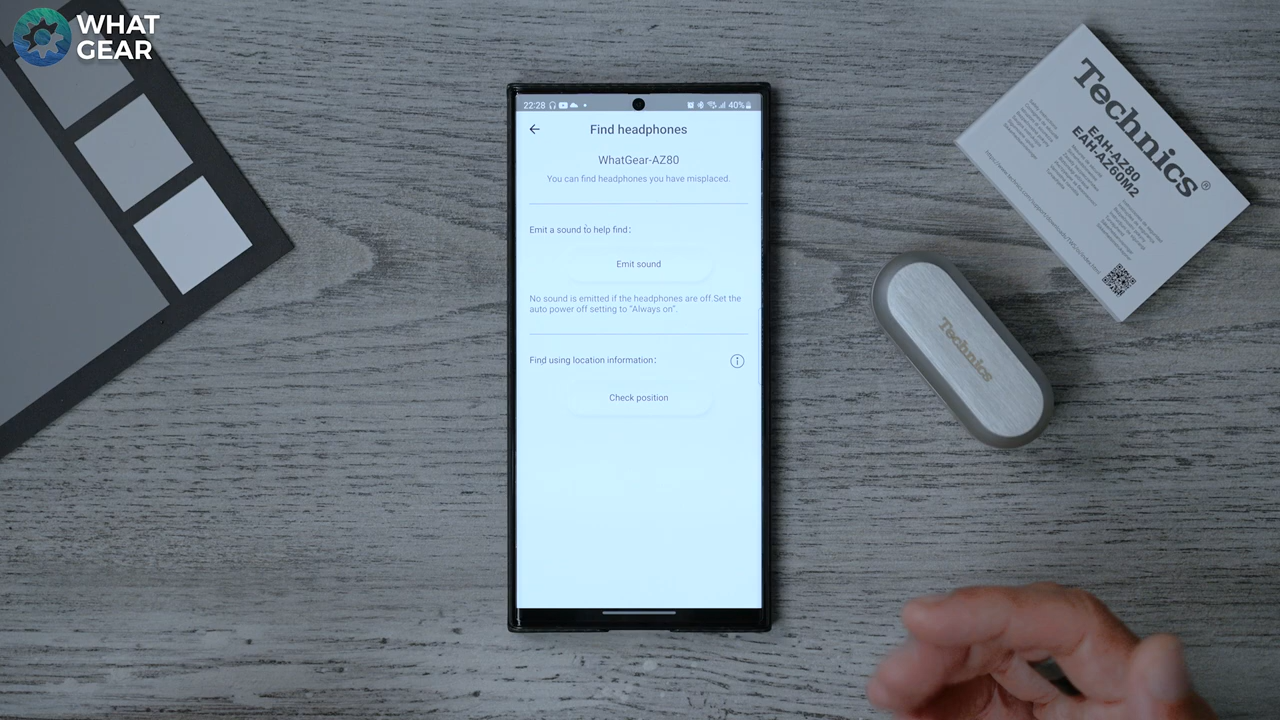 WHAT
GEAR
22:28
40%
Find headphones
WhatGear-AZ80
You can find headphones you have misplaced.
Emit a sound to help find:
Emit sound
No sound is emitted if the headphones are off.Set the
auto power off setting to "Always on".
Find using location information:
Check position
Technics®
EAH-AZ80
EAH-AZ60M2
Technics